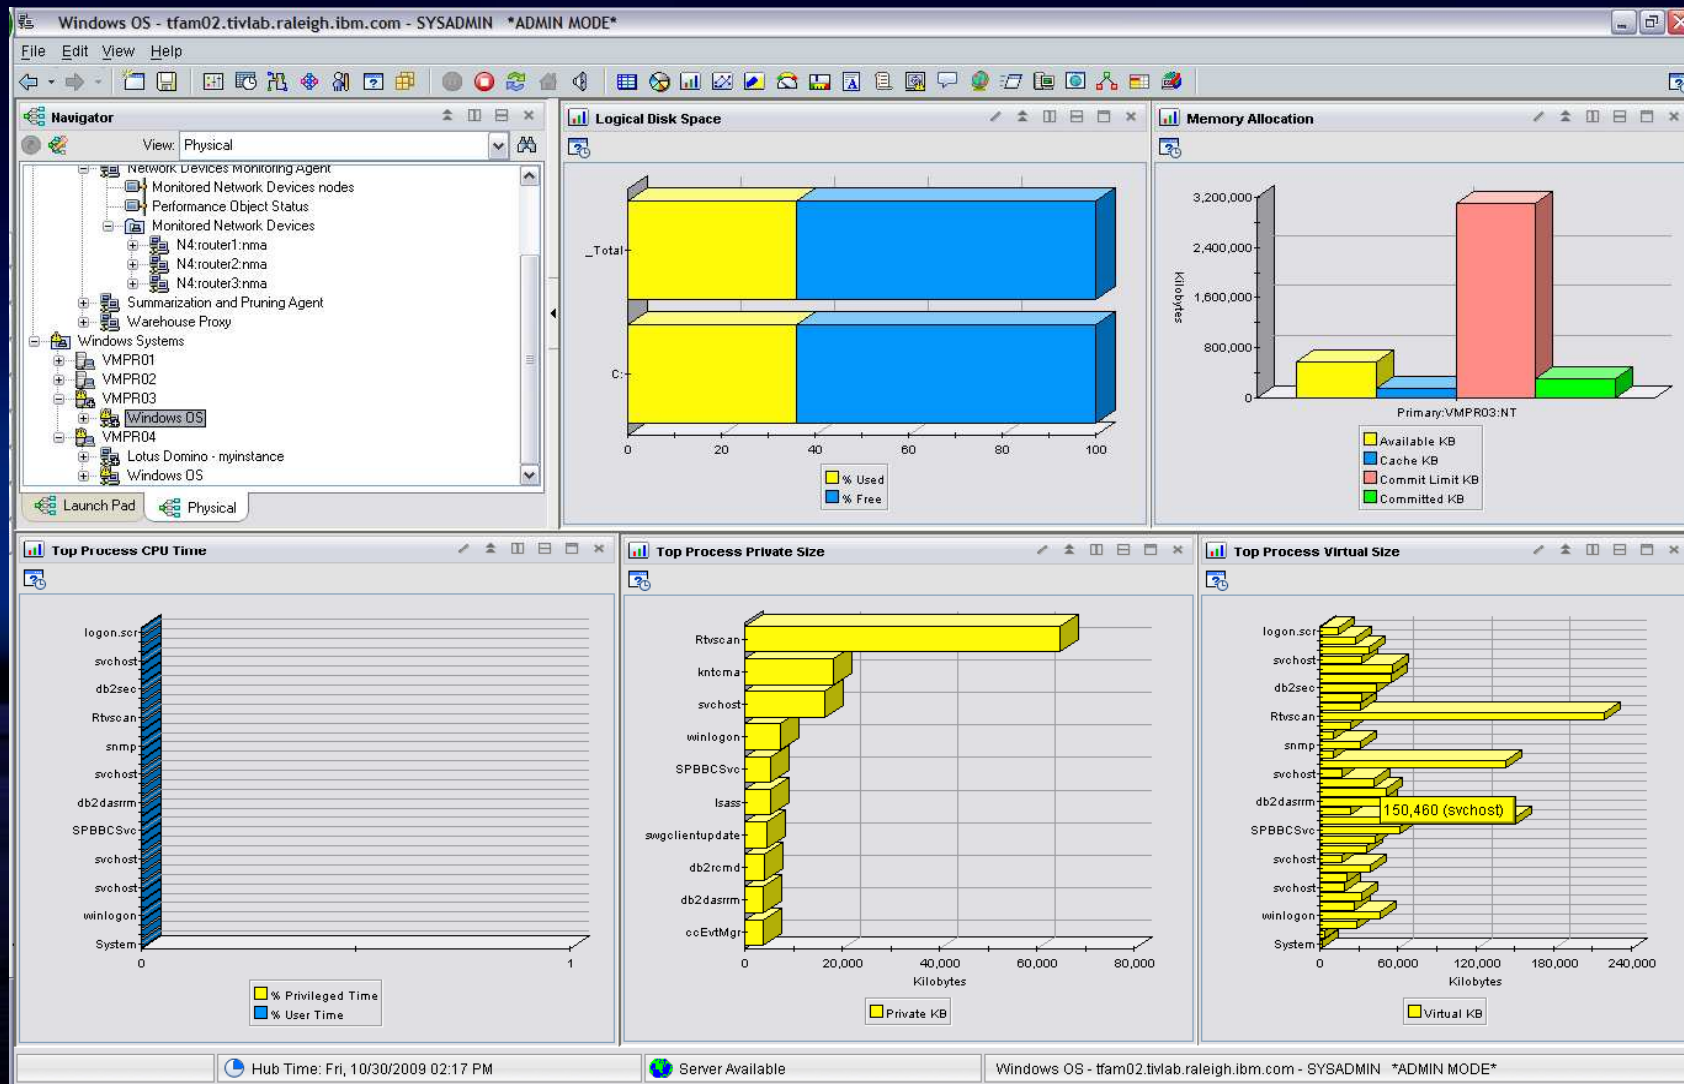 Windows OS - tfam02.tivlab.raleigh.ibm.com - SYSADMIN *ADMIN MODE*
File Edit View Help
Navigator
View: Physical
Network Devices Monitoring Agent
Monitored Network Devices nodes
Performance Object Status
Monitored Network Devices
N4:router1:nma
N4:router2:nma
N4:router3:nma
Summarization and Pruning Agent
Warehouse Proxy
Windows Systems
VMPR01
VMPR02
VMPR03
Windows OS
VMPR04
Lotus Domino - myinstance
Windows OS
Launch Pad Physical
Logical Disk Space
_Total
C:
0 20 40 60 80 100
% Used
% Free
Memory Allocation
3,200,000
2,400,000
1,600,000
800,000
0
Kilobytes
Primary:VMPR03:NT
Available KB
Cache KB
Commit Limit KB
Committed KB
Top Process CPU Time
logon.scr
svchost
db2sec
Rtvscan
snmp
svchost
db2dasrrm
SPBBCSvc
svchost
svchost
winlogon
System
0 1
% Privileged Time
% User Time
Top Process Private Size
Rtvscan
kntcma
svchost
winlogon
SPBBCSvc
lsass
swgclientupdate
db2rcmd
db2dasrrm
ccEvtMgr
0 20,000 40,000 60,000 80,000
Kilobytes
Private KB
Top Process Virtual Size
logon.scr
svchost
db2sec
Rtvscan
snmp
svchost
db2dasrrm
150,460 (svchost)
SPBBCSvc
svchost
svchost
winlogon
System
0 60,000 120,000 180,000 240,000
Kilobytes
Virtual KB
Hub Time: Fri, 10/30/2009 02:17 PM
Server Available
Windows OS - tfam02.tivlab.raleigh.ibm.com - SYSADMIN *ADMIN MODE*